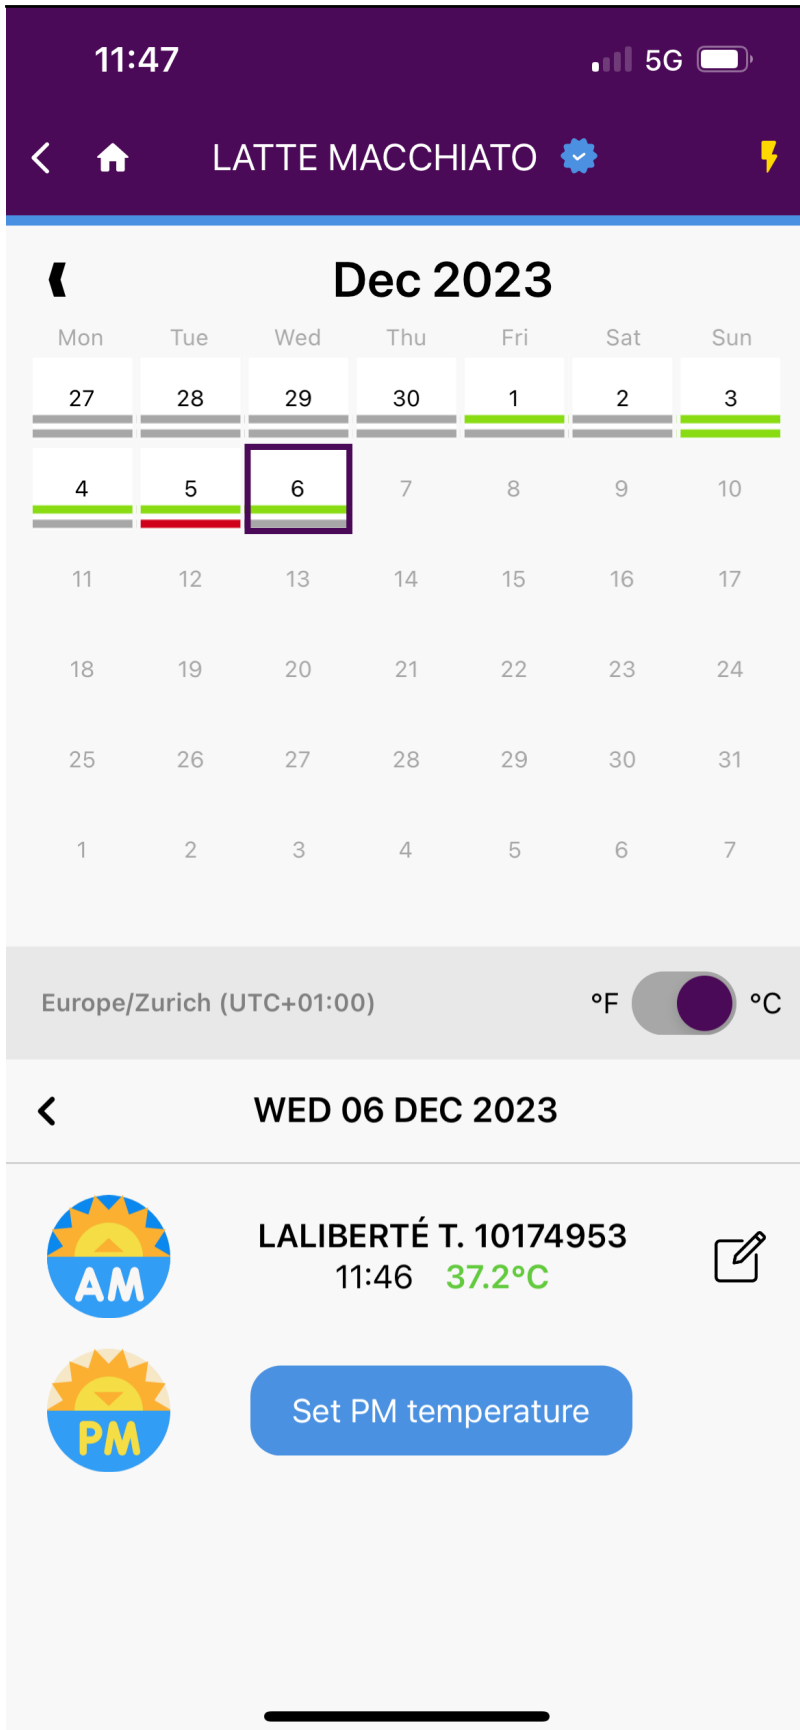 11:47 5G
LATTE MACCHIATO
Dec 2023
Mon Tue Wed Thu Fri Sat Sun
27 28 29 30 1 2 3
4 5 6 7 8 9 10
11 12 13 14 15 16 17
18 19 20 21 22 23 24
25 26 27 28 29 30 31
1 2 3 4 5 6 7
Europe/Zurich (UTC+01:00) °F °C
WED 06 DEC 2023
AM
LALIBERTÉ T. 10174953
11:46 37.2°C
PM
Set PM temperature